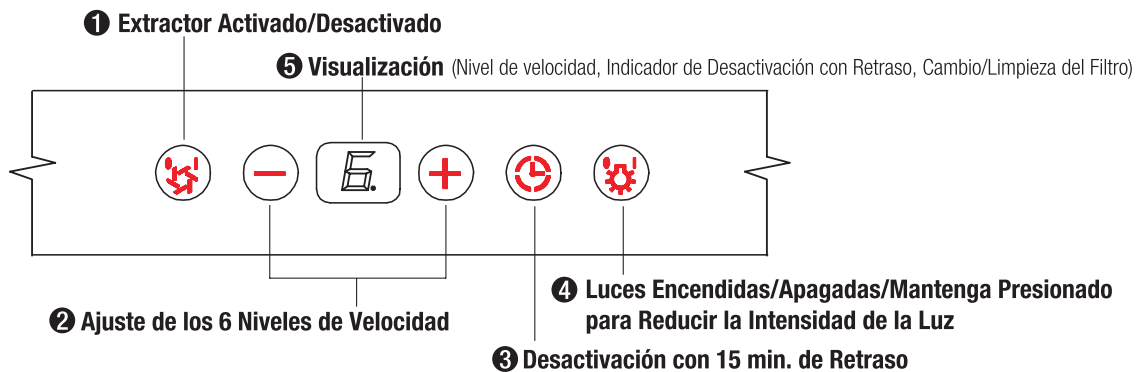 ❶ Extractor Activado/Desactivado
❺ Visualización (Nivel de velocidad, Indicador de Desactivación con Retraso, Cambio/Limpieza del Filtro)
6.
❹ Luces Encendidas/Apagadas/Mantenga Presionado
para Reducir la Intensidad de la Luz
❷ Ajuste de los 6 Niveles de Velocidad
❸ Desactivación con 15 min. de Retraso